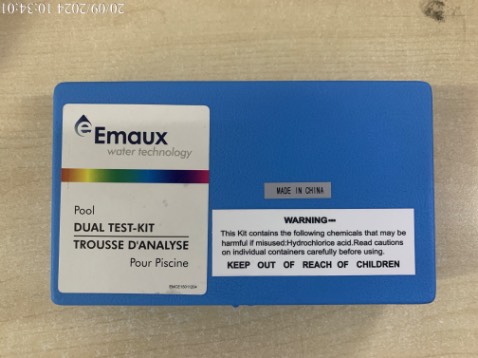 20/09/2024 10:34:01
Emaux
water technology
Pool
DUAL TEST-KIT
TROUSSE D'ANALYSE
Pour Piscine
MADE IN CHINA
WARNING---
This Kit contains the following chemicals that may be
harmful if misused:Hydrochlorice acid.Read cautions
on individual containers carefully before using.
KEEP OUT OF REACH OF CHILDREN